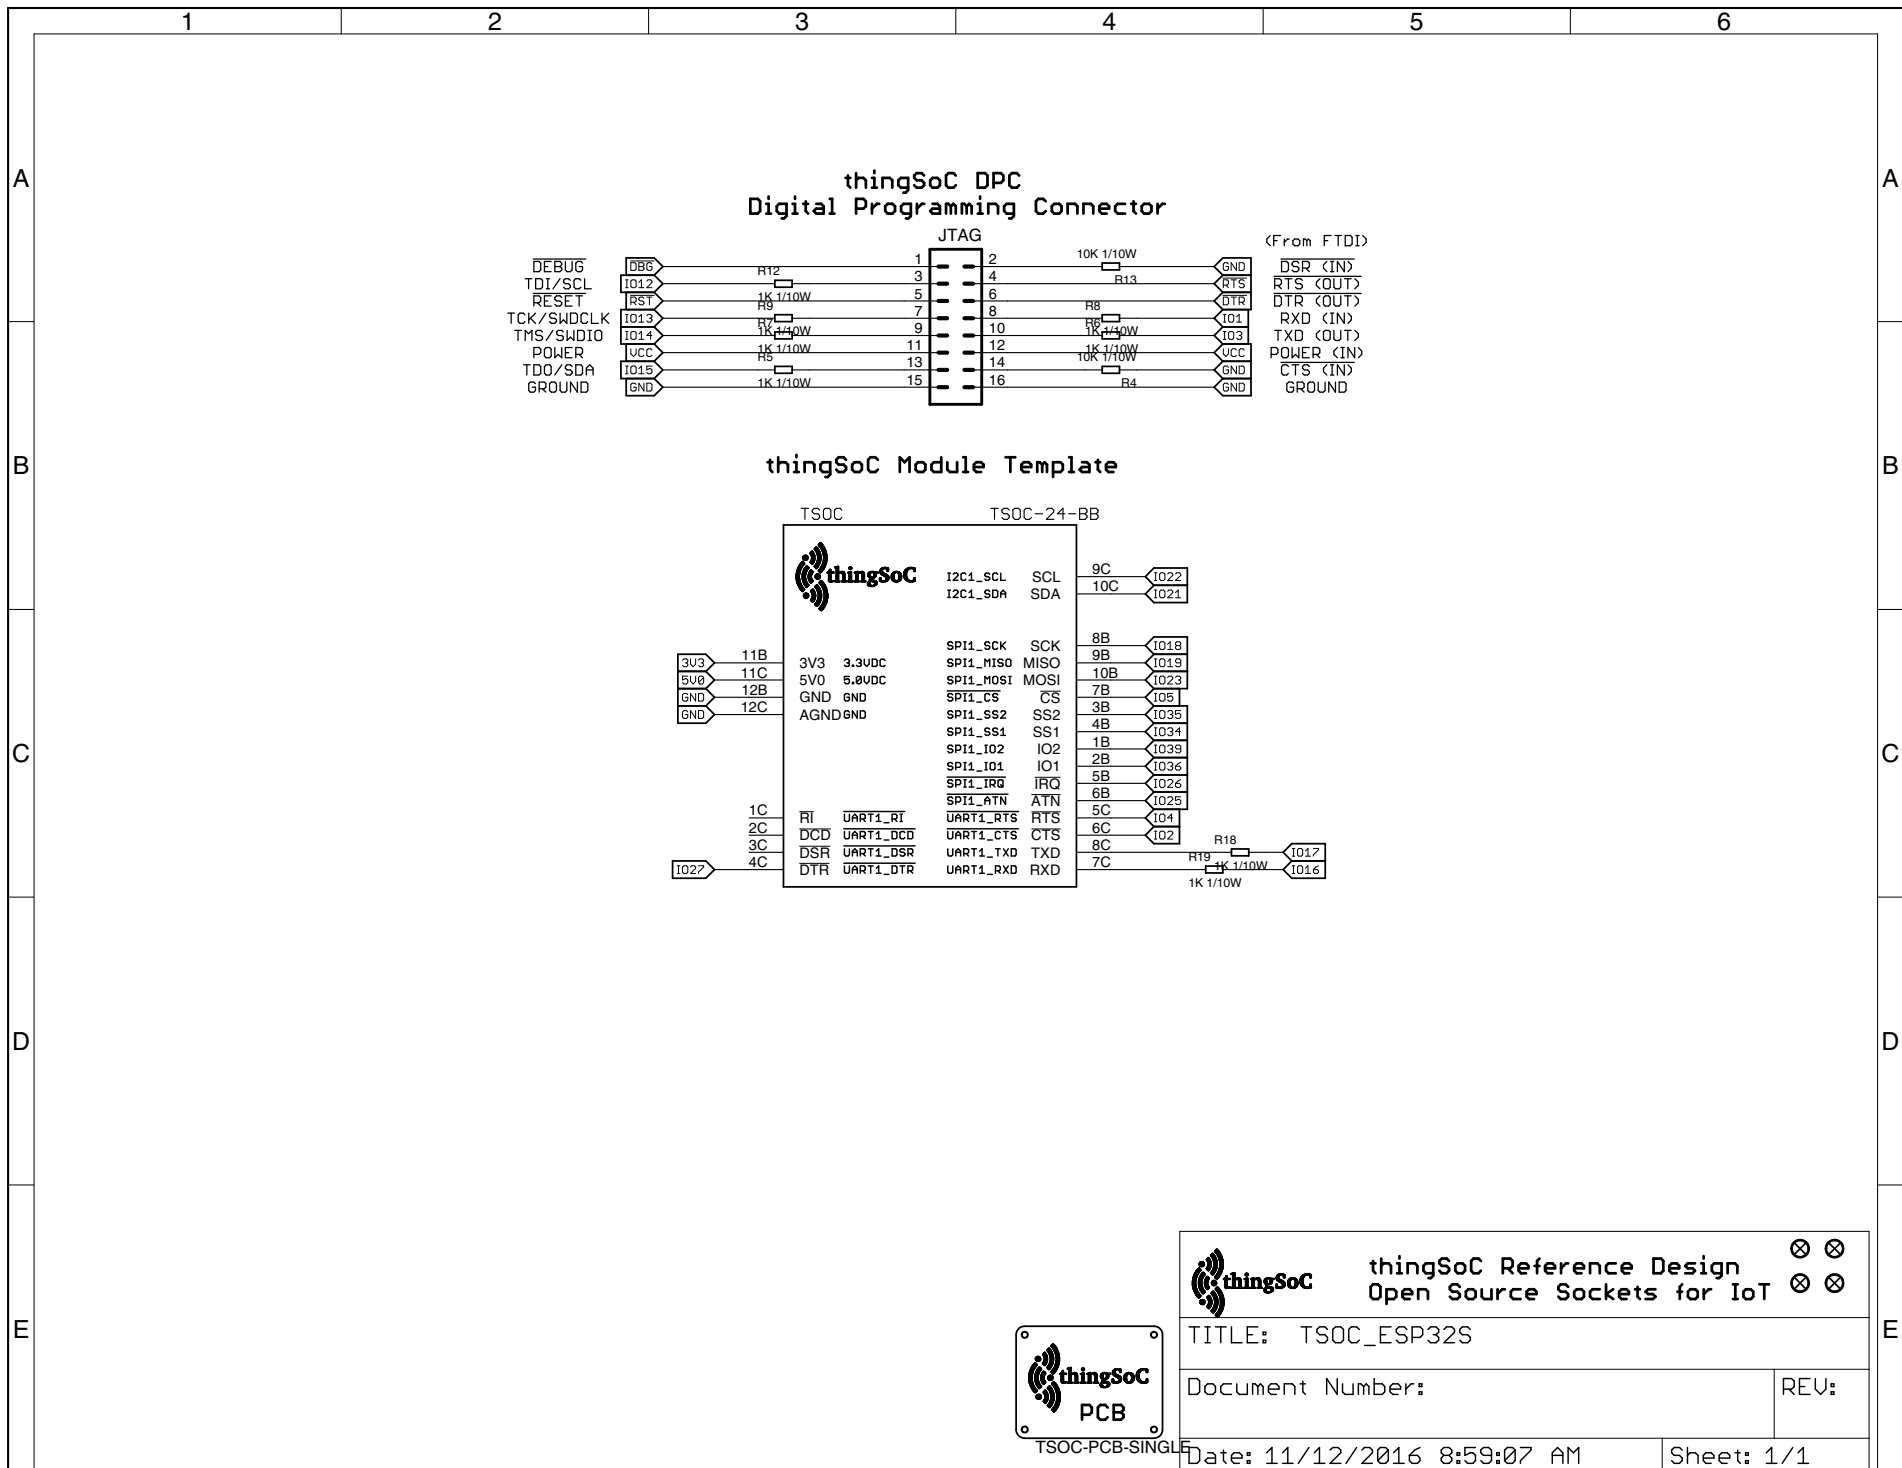 1 2 3 4 5 6
A A
thingSoC DPC
Digital Programming Connector
JTAG
(From FTDI)
DEBUG DBG 1 2 10K 1/10W GND DSR (IN)
TDI/SCL IO12 R12 3 4 R13 RTS RTS (OUT)
RESET RST 1K 1/10W 5 6 DTR DTR (OUT)
TCK/SWDCLK IO13 R9 7 8 R8 IO1 RXD (IN)
TMS/SWDIO IO14 R7 1K 1/10W 9 10 R6 1K 1/10W IO3 TXD (OUT)
POWER VCC 1K 1/10W 11 12 1K 1/10W VCC POWER (IN)
TDO/SDA IO15 R5 13 14 10K 1/10W GND CTS (IN)
GROUND GND 1K 1/10W 15 16 R4 GND GROUND
B B
thingSoC Module Template
TSOC TSOC-24-BB
thingSoC
I2C1_SCL SCL 9C IO22
I2C1_SDA SDA 10C IO21
SPI1_SCK SCK 8B IO18
3V3 11B 3V3 3.3VDC SPI1_MISO MISO 9B IO19
5V0 11C 5V0 5.0VDC SPI1_MOSI MOSI 10B IO23
GND 12B GND GND SPI1_CS CS 7B IO5
GND 12C AGND GND SPI1_SS2 SS2 3B IO35
SPI1_SS1 SS1 4B IO34
C C
SPI1_IO2 IO2 1B IO39
SPI1_IO1 IO1 2B IO36
SPI1_IRQ IRQ 5B IO26
SPI1_ATN ATN 6B IO25
1C RI UART1_RI UART1_RTS RTS 5C IO4
2C DCD UART1_DCD UART1_CTS CTS 6C IO2
3C DSR UART1_DSR UART1_TXD TXD 8C R18 1K 1/10W IO17
IO27 4C DTR UART1_DTR UART1_RXD RXD 7C R19 1K 1/10W IO16
D D
E E
thingSoC
thingSoC Reference Design
Open Source Sockets for IoT
TITLE: TSOC_ESP32S
thingSoC
PCB
TSOC-PCB-SINGLE
Document Number:
REV:
Date: 11/12/2016 8:59:07 AM
Sheet: 1/1